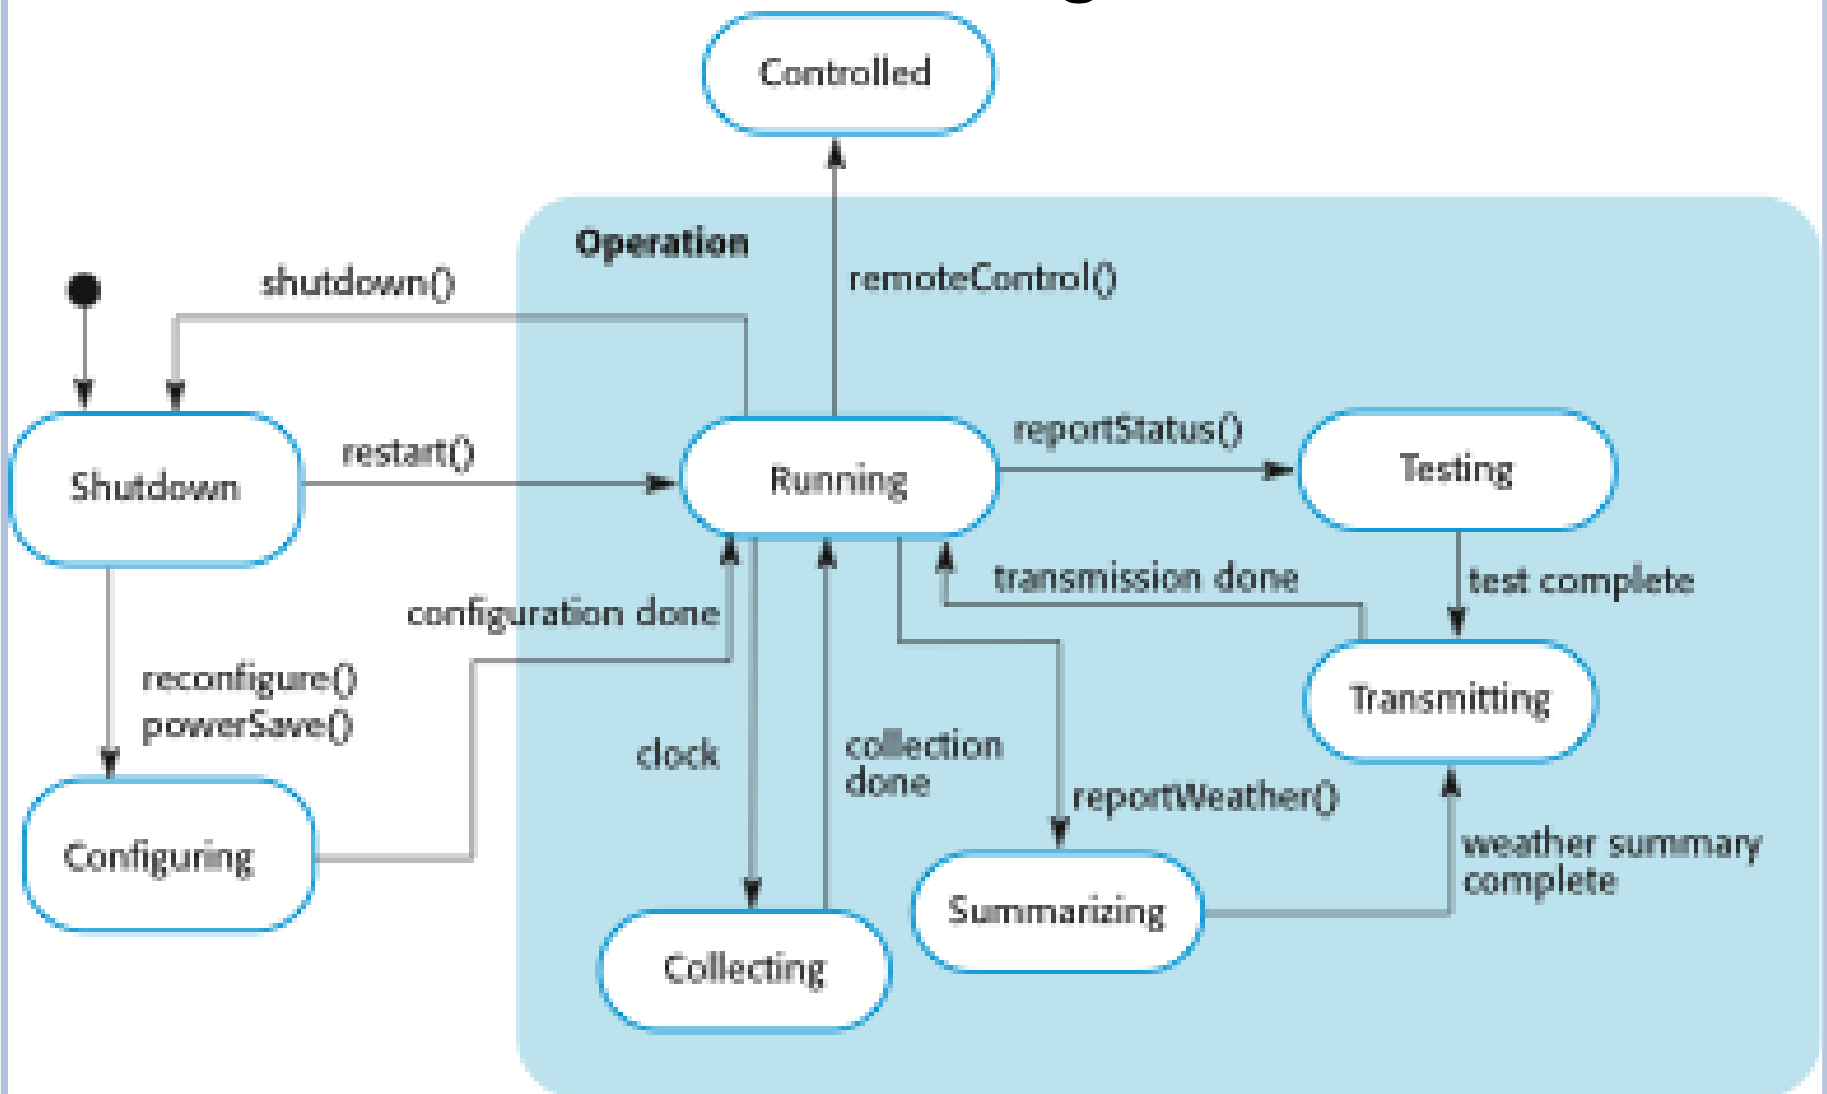 Controlled
Operation
shutdown()
remoteControl()
restart()
reportStatus()
Shutdown
Running
Testing
configuration done
transmission done
test complete
reconfigure()
powerSave()
clock
collection
done
reportWeather()
Transmitting
Configuring
Collecting
Summarizing
weather summary
complete